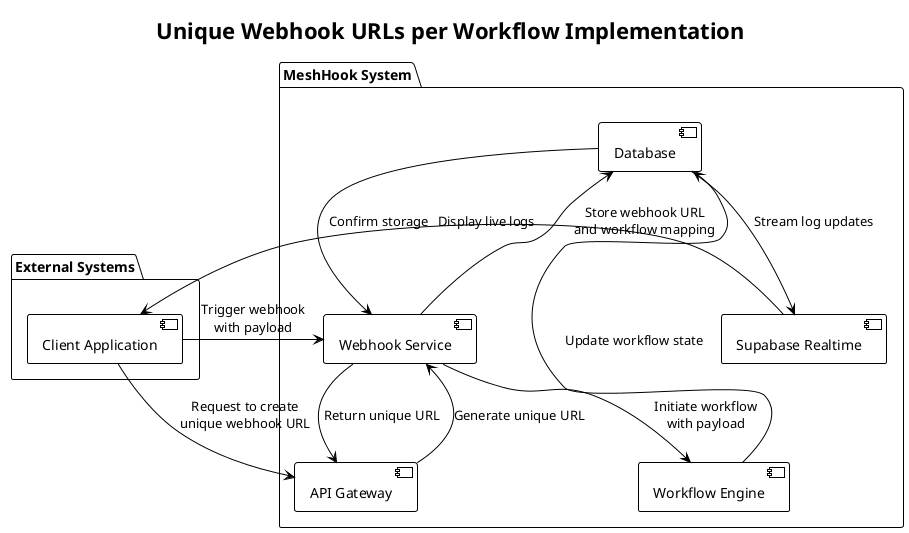 Unique Webhook URLs per Workflow Implementation
MeshHook System
Database
Confirm storage
Display live logs
Store webhook URL
and workflow mapping
Stream log updates
External Systems
Client Application
Trigger webhook
with payload
Webhook Service
Update workflow state
Supabase Realtime
Request to create
unique webhook URL
Return unique URL
Generate unique URL
Initiate workflow
with payload
API Gateway
Workflow Engine